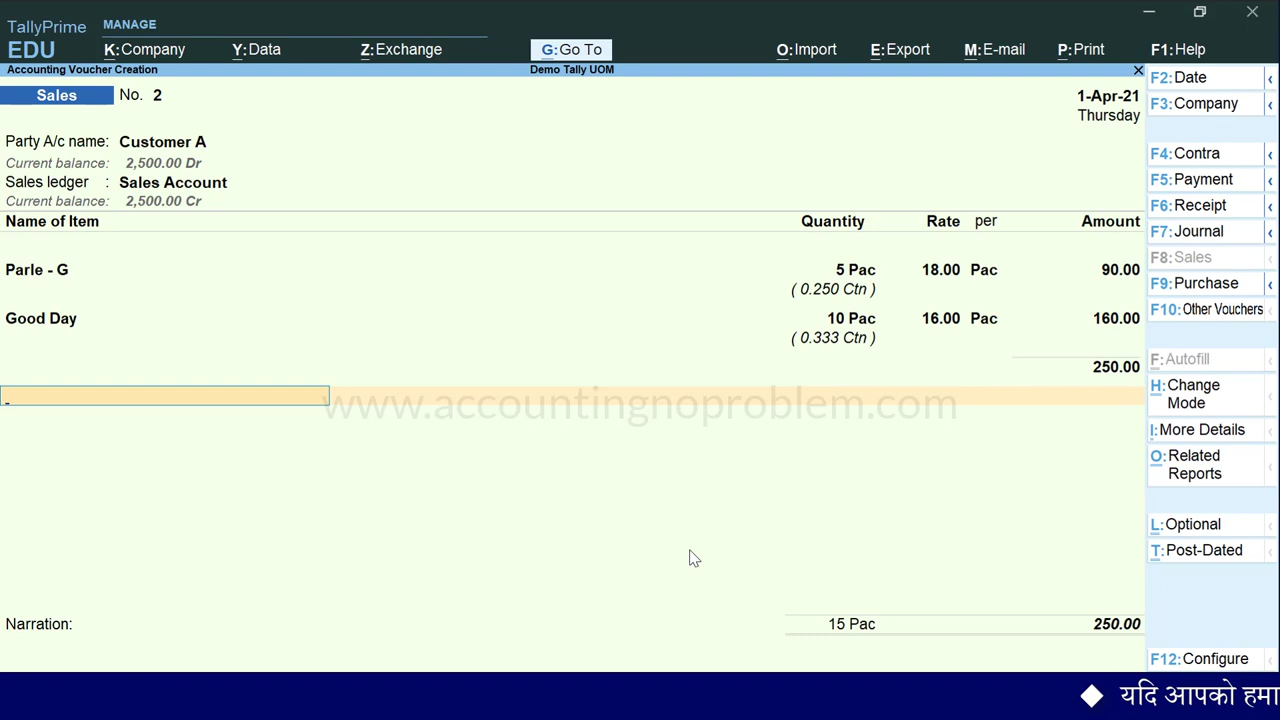 TallyPrime
EDU
MANAGE
K:Company Y:Data Z:Exchange G:Go To O:Import E:Export M:E-mail P:Print F1:Help
Accounting Voucher Creation Demo Tally UOM
Sales No. 2 1-Apr-21
Thursday
Party A/c name: Customer A
Current balance: 2,500.00 Dr
Sales ledger : Sales Account
Current balance: 2,500.00 Cr
Name of Item Quantity Rate per Amount
Parle - G 5 Pac 18.00 Pac 90.00
( 0.250 Ctn )
Good Day 10 Pac 16.00 Pac 160.00
( 0.333 Ctn )
250.00
www.accountingnoproblem.com
Narration: 15 Pac 250.00
F2:Date
F3:Company
F4:Contra
F5:Payment
F6:Receipt
F7:Journal
F8:Sales
F9:Purchase
F10:Other Vouchers
F:Autofill
H:Change
Mode
I:More Details
O:Related
Reports
L:Optional
T:Post-Dated
F12:Configure
यदि आपको हमा